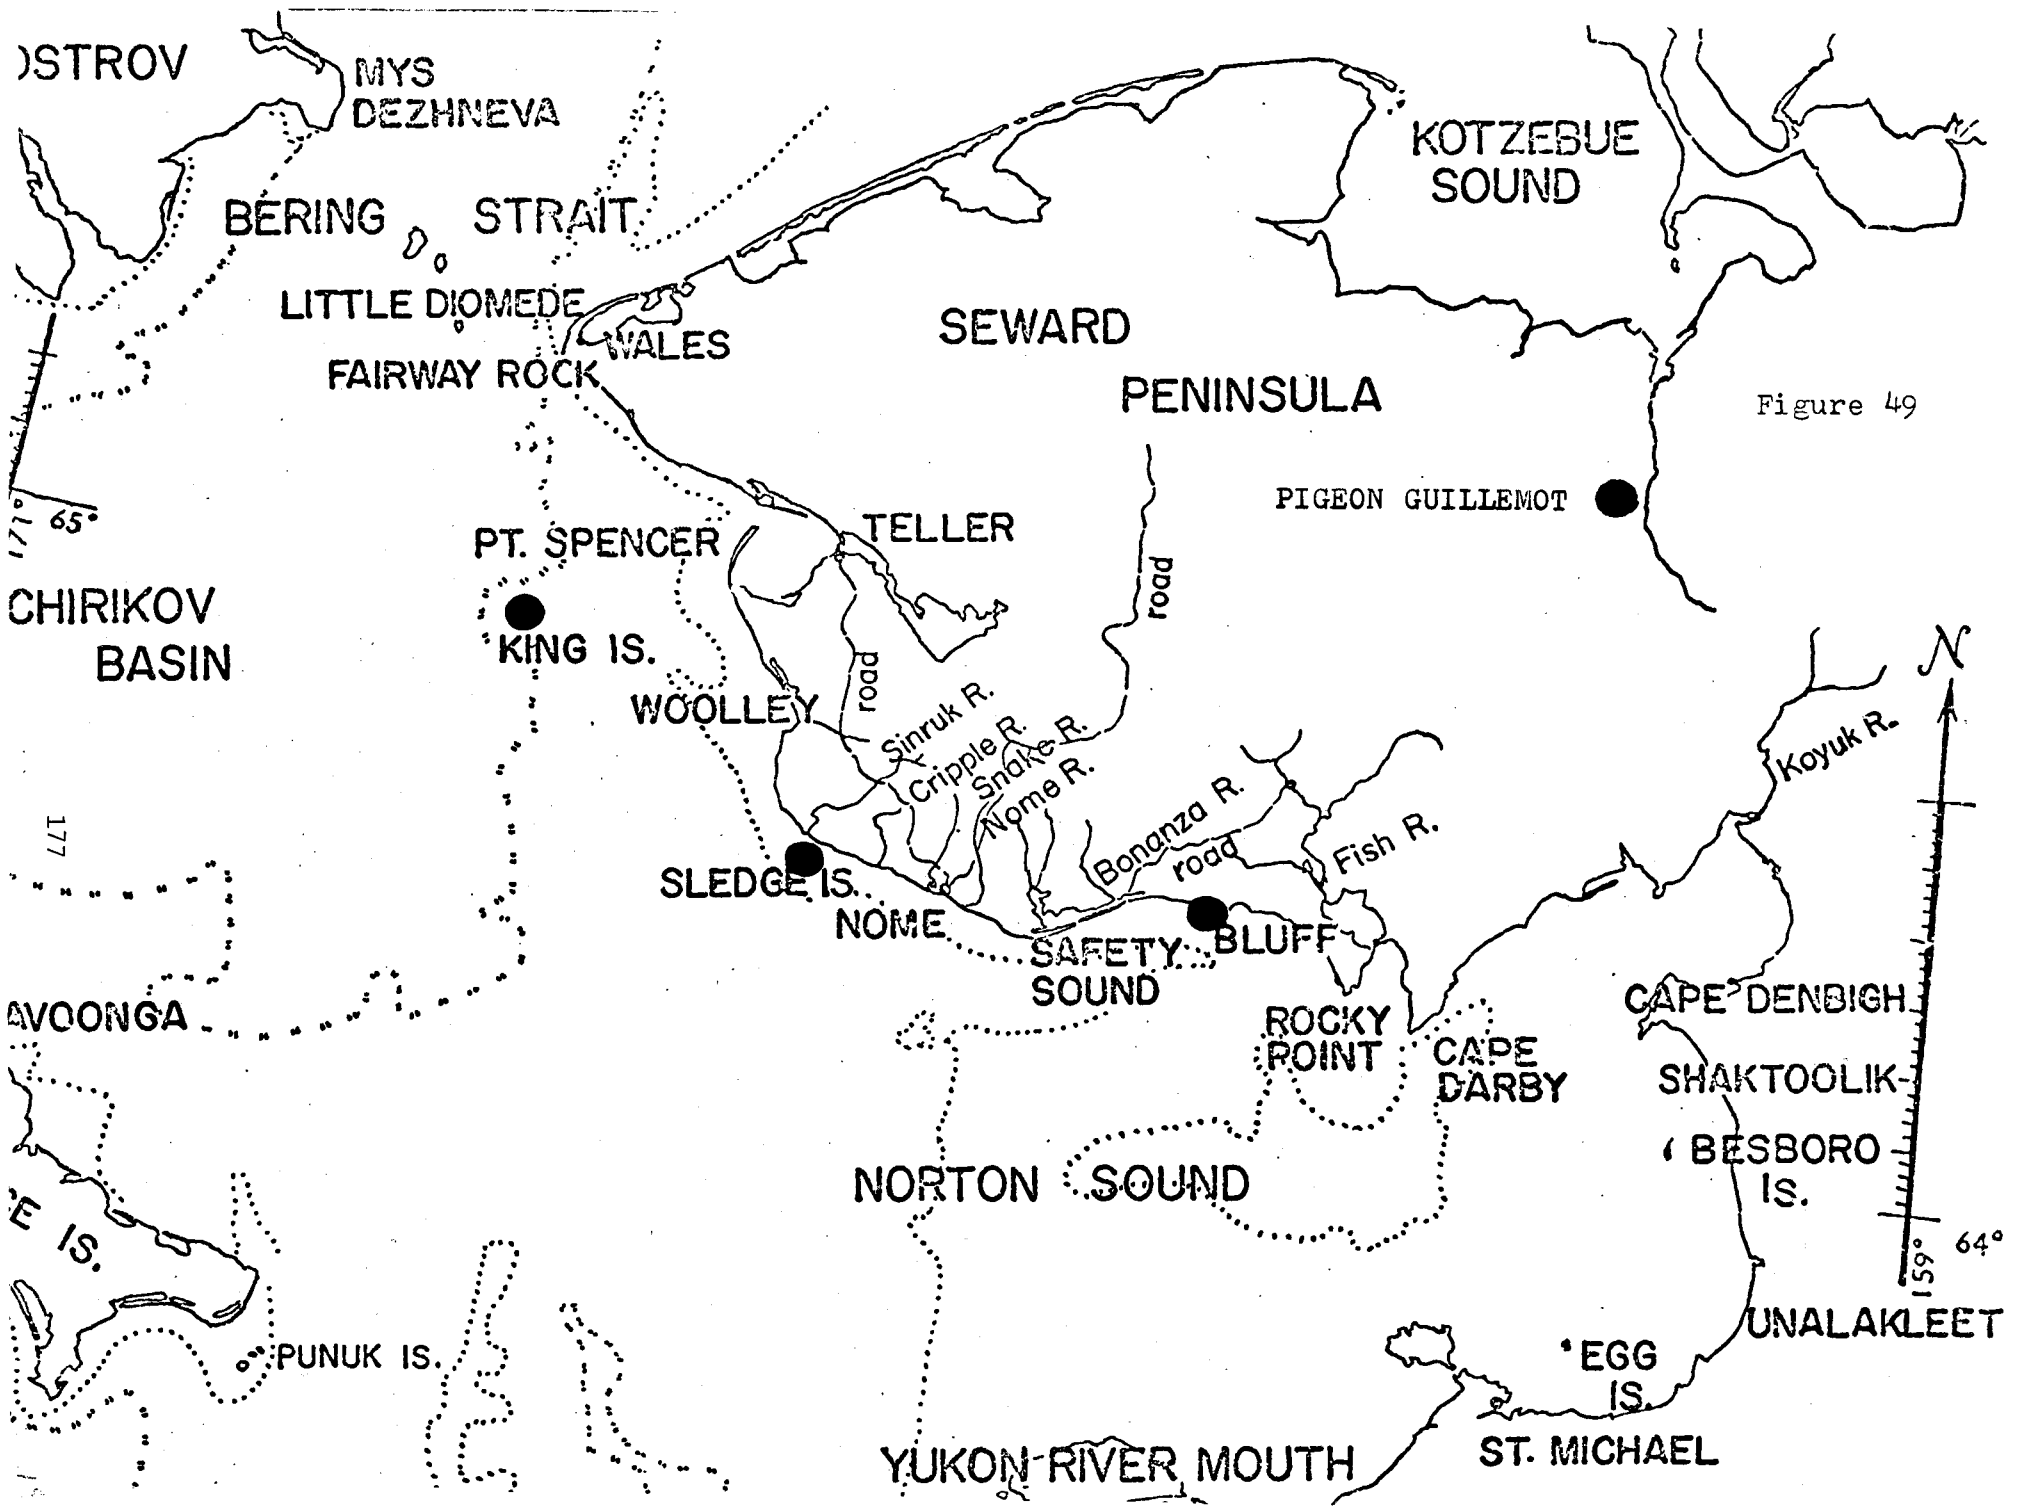 OSTROV
MYS
DEZHNEVA
BERING STRAIT
KOTZEBUE
SOUND
LITTLE DIOMEDE
WALES
FAIRWAY ROCK
SEWARD
PENINSULA
Figure 49
PIGEON GUILLEMOT
171°
65°
PT. SPENCER
TELLER
road
CHIRIKOV
BASIN
KING IS.
road
N
WOOLLEY
Sinruk R.
Cripple R.
Snake R.
Nome R.
Koyuk R.
177
Bonanza R.
road
Fish R.
SLEDGE IS.
NOME
SAFETY
SOUND
BLUFF
AVOONGA
ROCKY
POINT
CAPE
DARBY
CAPE DENBIGH
SHAKTOOLIK
BESBORO
IS.
NORTON SOUND
E IS.
159°
64°
UNALAKLEET
PUNUK IS.
EGG
IS.
YUKON RIVER MOUTH
ST. MICHAEL